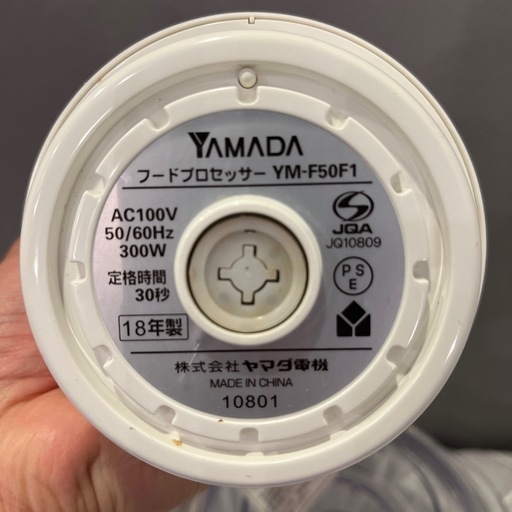 YAMADA
フードプロセッサー YM-F50F1
AC100V
50/60Hz
300W
定格時間
30秒
18年製
JQA
JQ10809
PS
E
株式会社ヤマダ電機
MADE IN CHINA
10801